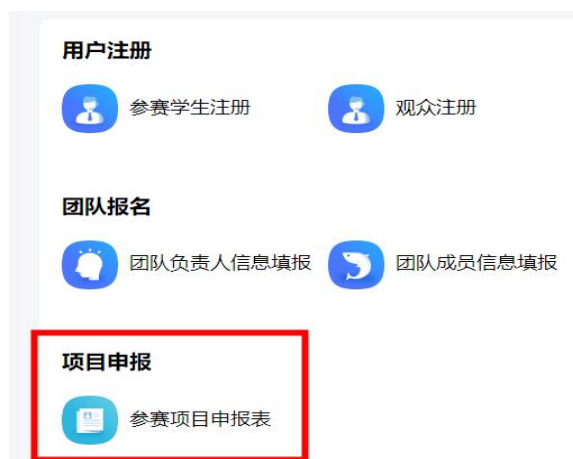 用户注册
参赛学生注册 观众注册
团队报名
团队负责人信息填报 团队成员信息填报
项目申报
参赛项目申报表